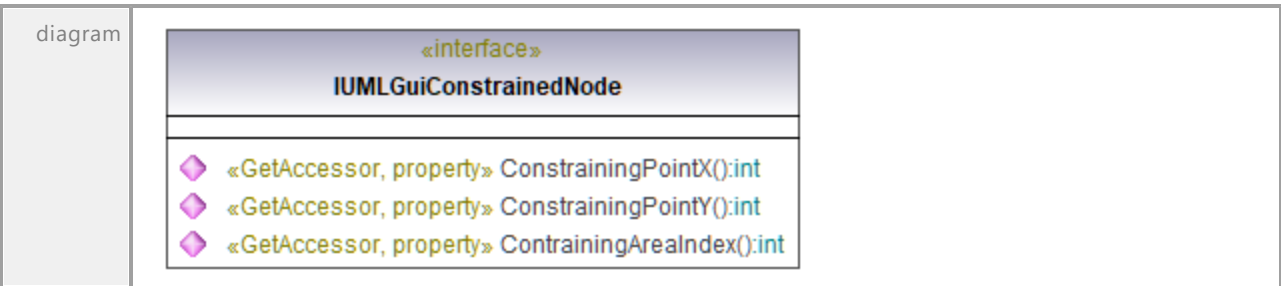 diagram
«interface»
IUMLGuiConstrainedNode
«GetAccessor, property» ConstrainingPointX():int
«GetAccessor, property» ConstrainingPointY():int
«GetAccessor, property» ContrainingAreaIndex():int